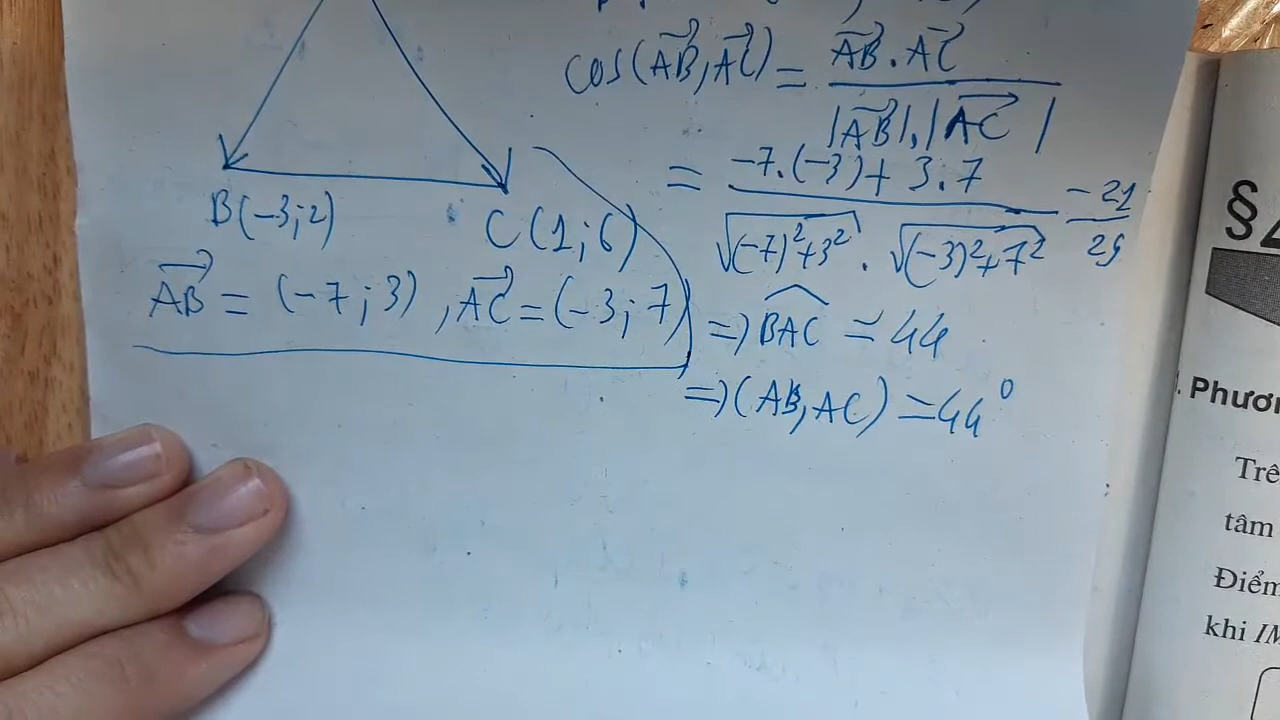 cos(AB, AC) = AB . AC / |AB| . |AC|
= -7.(-3) + 3.7 / √(-7)²+3² . √(-3)²+7² = 21 / 29
B(-3;2)
C(1;6)
AB = (-7;3), AC = (-3;7)
=> BAC = 44
=> (AB, AC) = 44°
§
Phươn
Trê
tâm
Điểm
khi IM